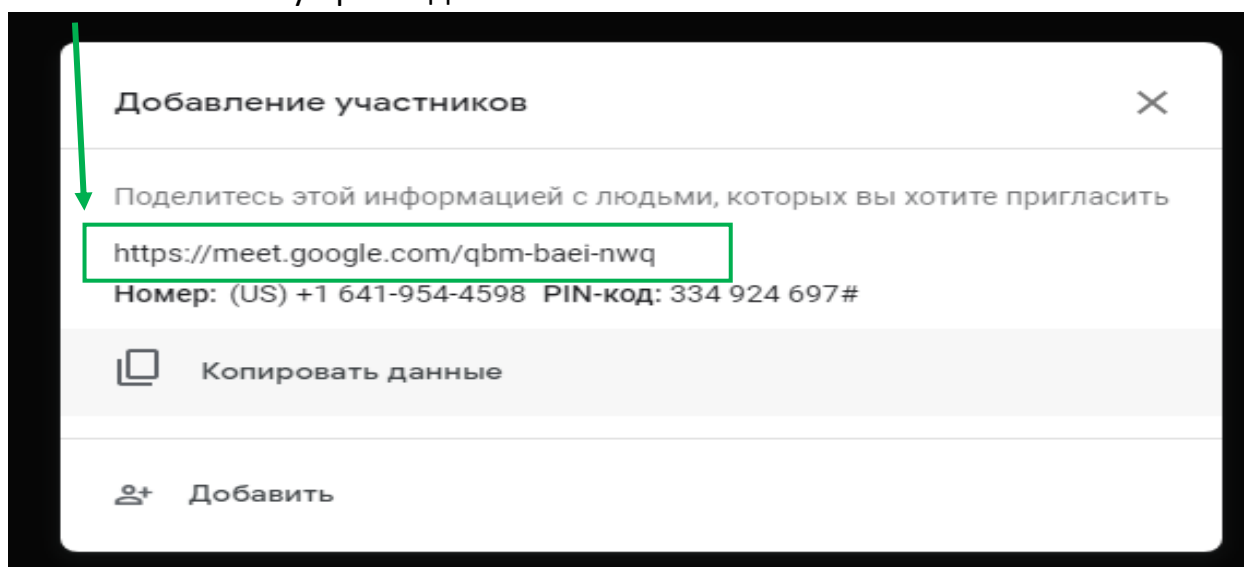 Добавление участников
Поделитесь этой информацией с людьми, которых вы хотите пригласить
https://meet.google.com/qbm-baei-nwq
Номер: (US) +1 641-954-4598 PIN-код: 334 924 697#
Копировать данные
Добавить